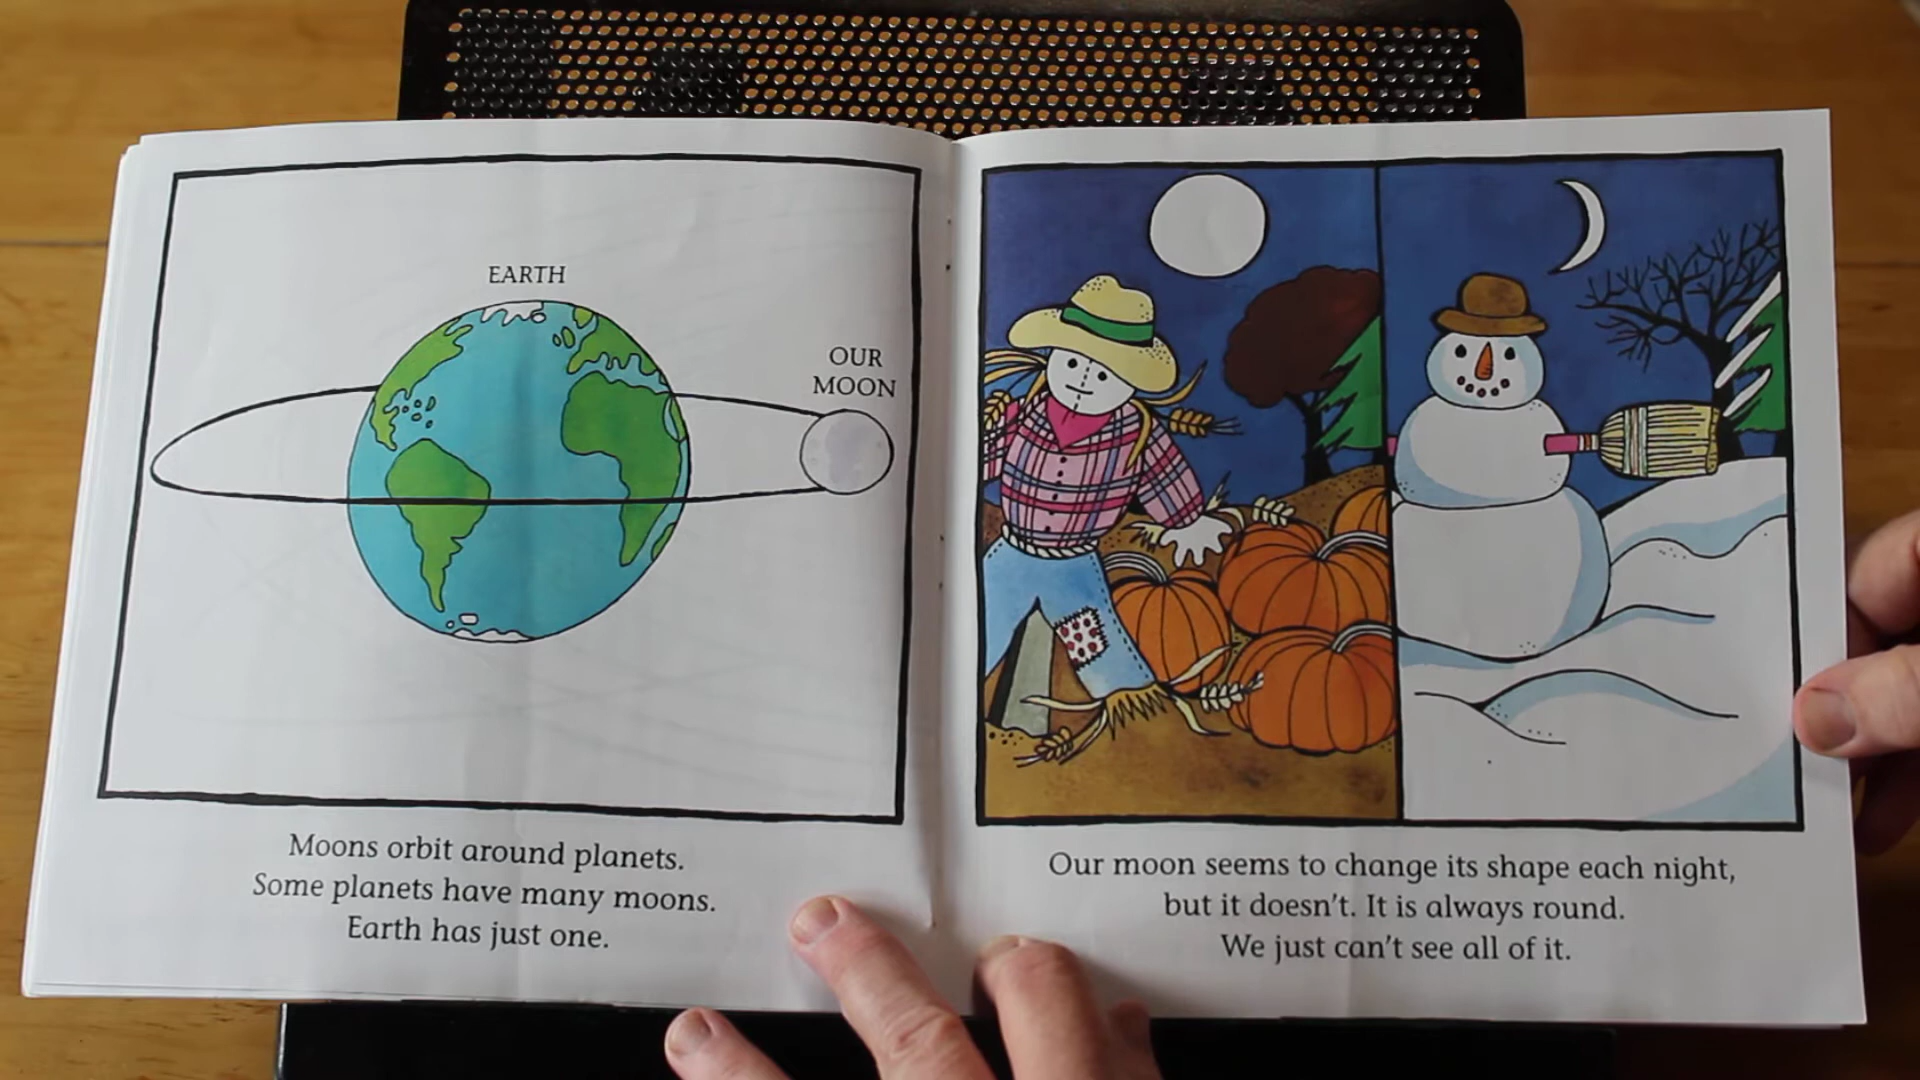 EARTH
OUR
MOON
Moons orbit around planets.
Some planets have many moons.
Earth has just one.
Our moon seems to change its shape each night,
but it doesn't. It is always round.
We just can't see all of it.